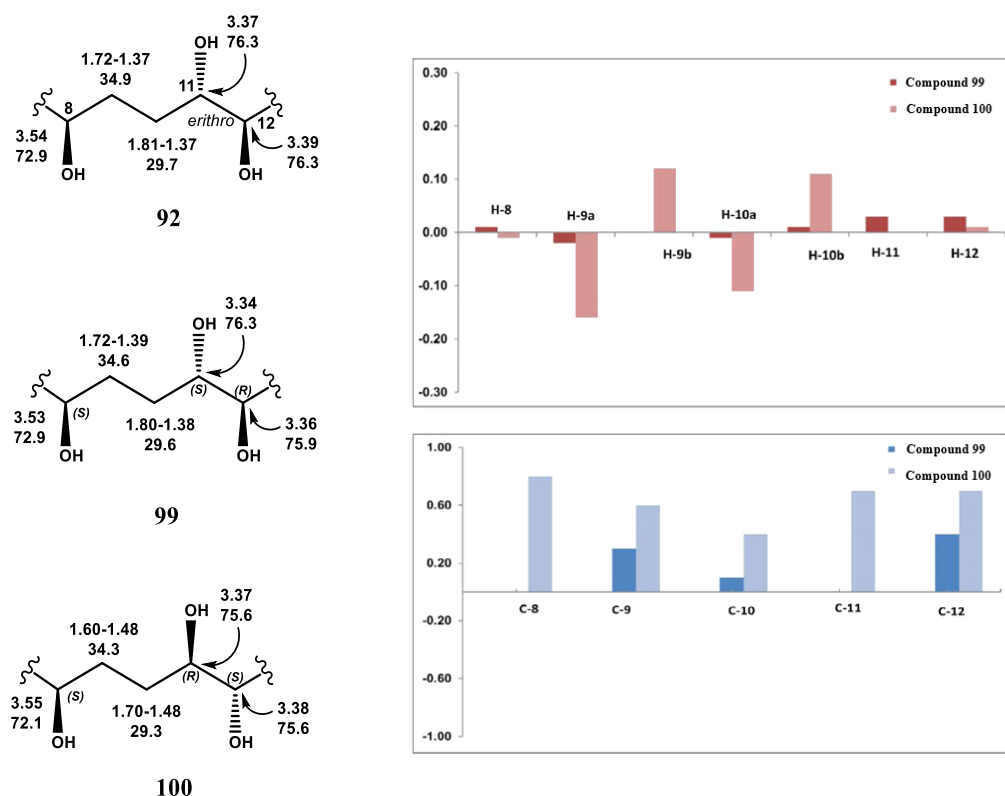 3.37
76.3
OH
1.72-1.37
34.9
8
11
erithro
12
3.54
72.9
OH
1.81-1.37
29.7
OH
3.39
76.3
92
3.34
76.3
OH
1.72-1.39
34.6
(S)
(S)
(R)
3.53
72.9
OH
1.80-1.38
29.6
OH
3.36
75.9
99
3.37
75.6
OH
1.60-1.48
34.3
(S)
(R)
(S)
3.55
72.1
OH
1.70-1.48
29.3
OH
3.38
75.6
100
0.30
0.20
0.10
0.00
-0.10
-0.20
-0.30
Compound 99
Compound 100
H-8
H-9a
H-9b
H-10a
H-10b
H-11
H-12
1.00
0.60
0.20
-0.20
-0.60
-1.00
Compound 99
Compound 100
C-8
C-9
C-10
C-11
C-12